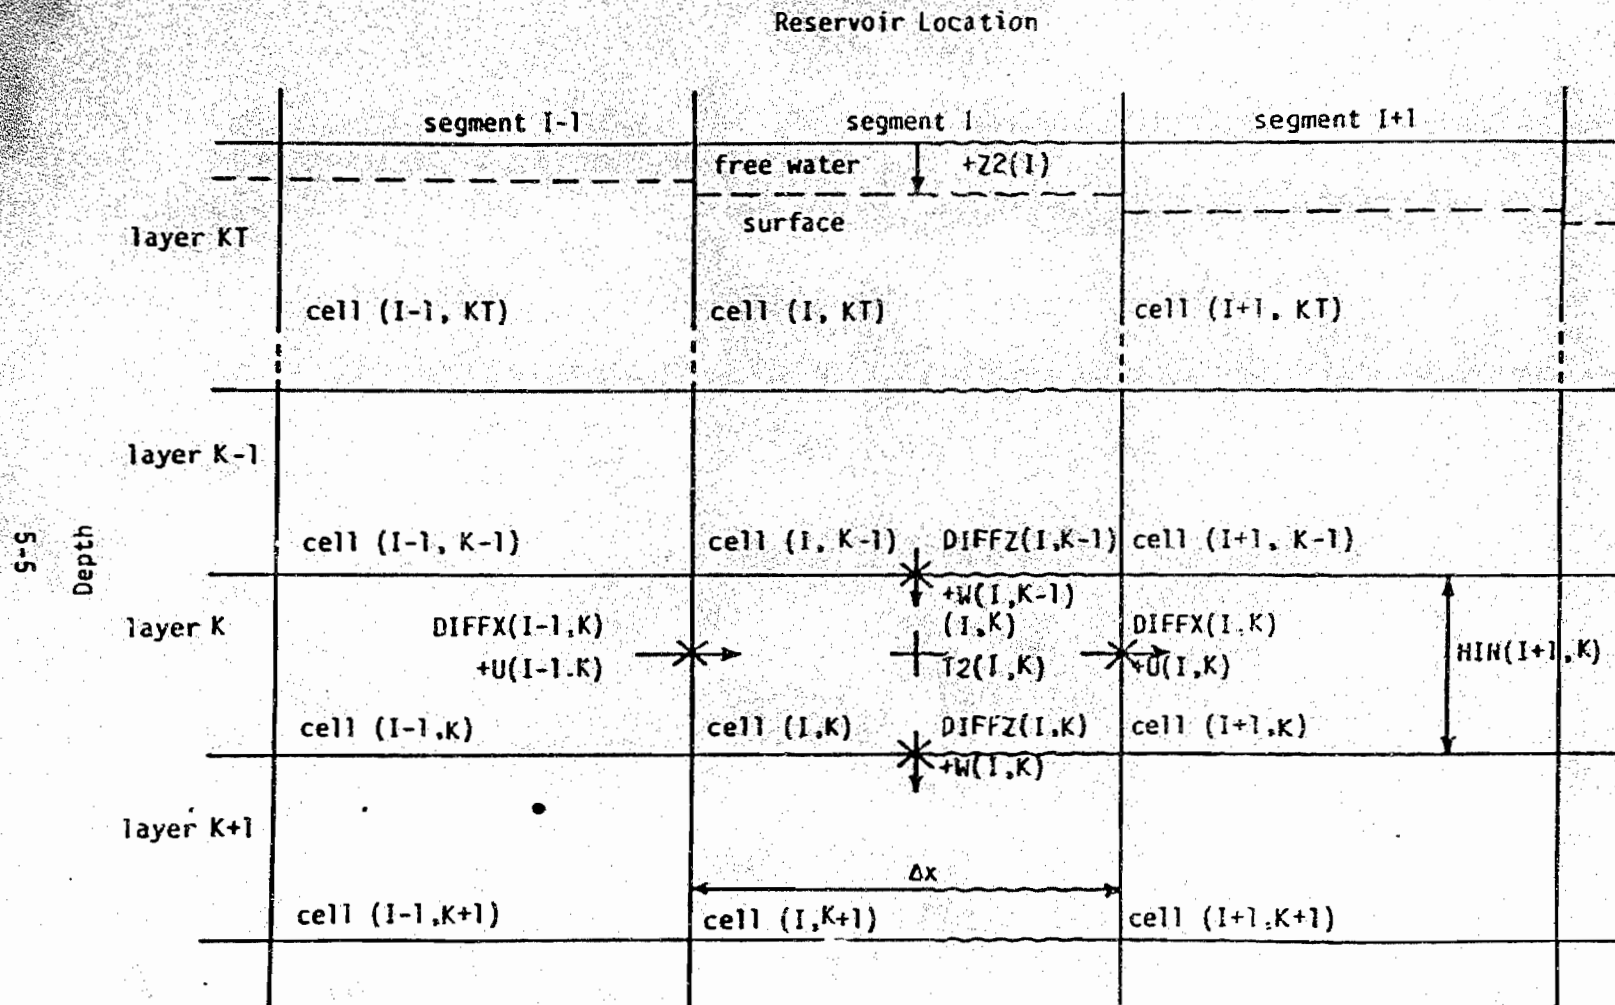 Reservoir Location
segment I-1
segment I
segment I+1
free water
+Z2(I)
surface
layer KT
cell (I-1, KT)
cell (I, KT)
cell (I+1, KT)
layer K-1
cell (I-1, K-1)
cell (I, K-1)
DIFFZ(I,K-1)
cell (I+1, K-1)
5-5
Depth
+W(I,K-1)
layer K
DIFFX(I-1,K)
(I,K)
DIFFX(I,K)
+U(I-1,K)
T2(I,K)
+U(I,K)
HIN(I+1,K)
cell (I-1,K)
cell (I,K)
DIFFZ(I,K)
cell (I+1,K)
+W(I,K)
layer K+1
Δx
cell (I-1,K+1)
cell (I,K+1)
cell (I+1,K+1)